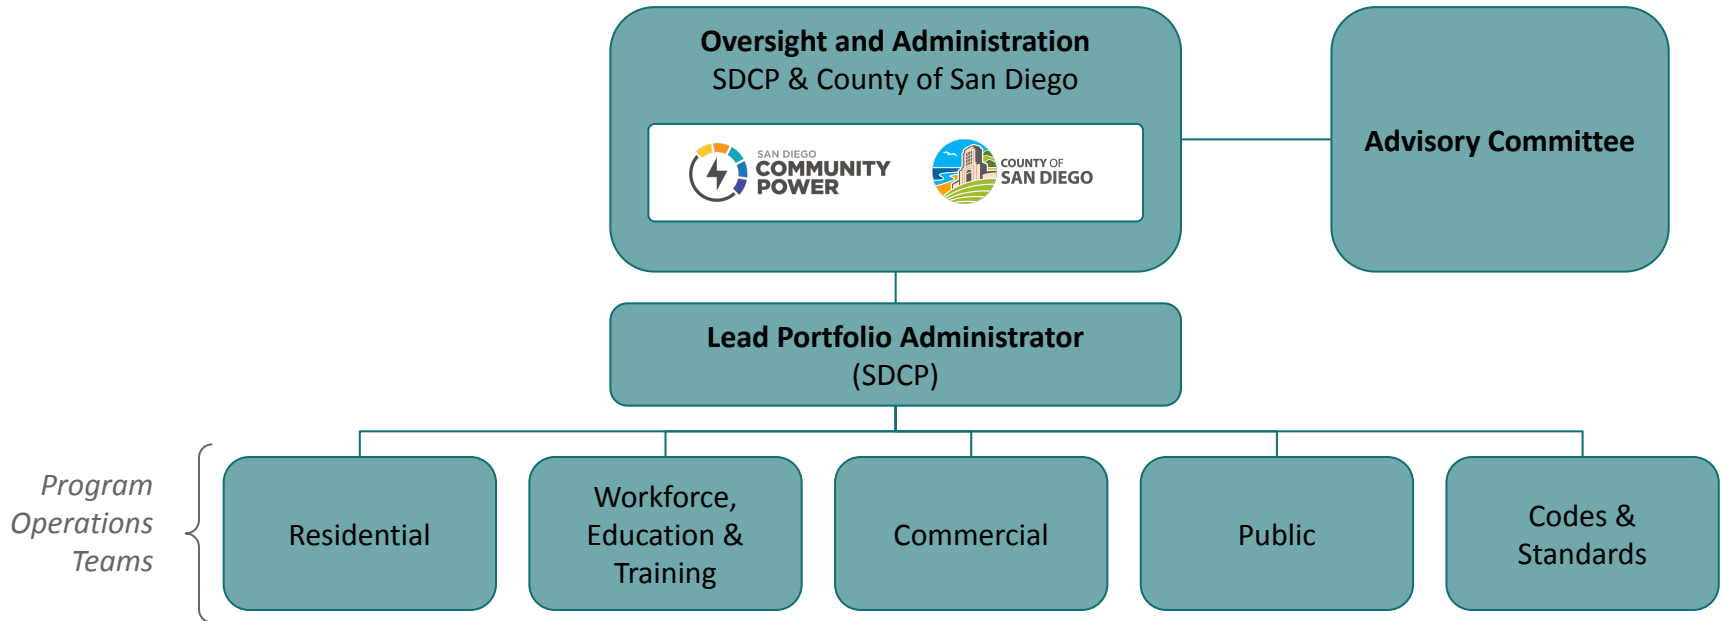 Oversight and Administration
SDCP & County of San Diego
SAN DIEGO
COMMUNITY
POWER
COUNTY OF
SAN DIEGO
Advisory Committee
Lead Portfolio Administrator
(SDCP)
Program
Operations
Teams
Residential
Workforce,
Education &
Training
Commercial
Public
Codes &
Standards